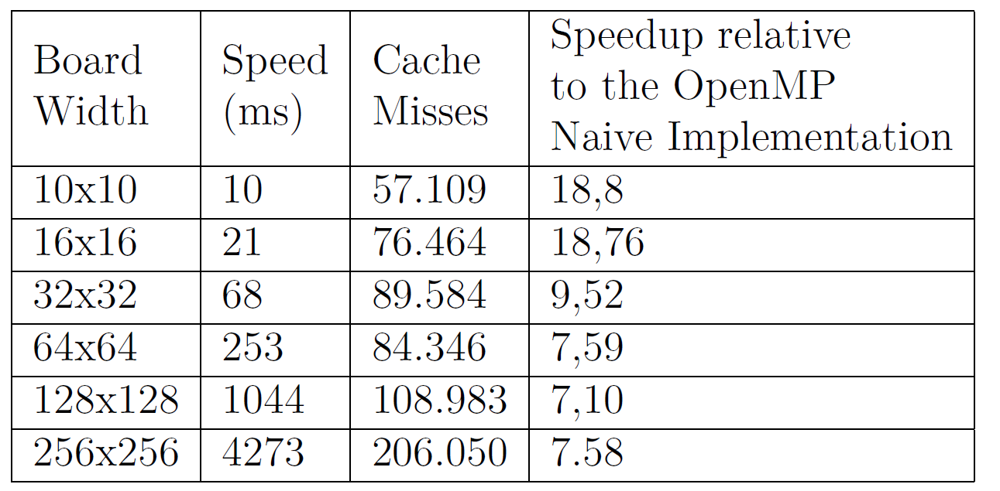 Board Width
Speed (ms)
Cache Misses
Speedup relative to the OpenMP Naive Implementation
10x10 10 57.109 18,8
16x16 21 76.464 18,76
32x32 68 89.584 9,52
64x64 253 84.346 7,59
128x128 1044 108.983 7,10
256x256 4273 206.050 7.58